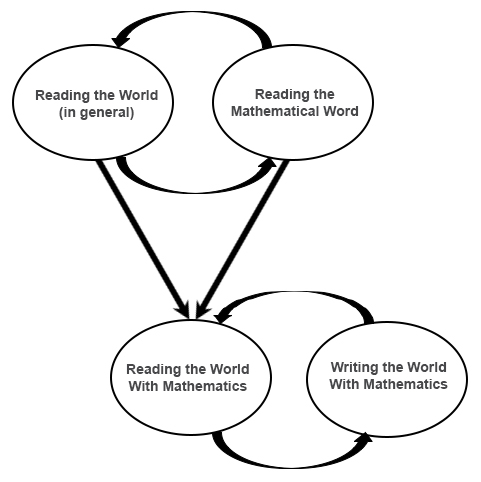 Reading the World
(in general)
Reading the
Mathematical Word
Reading the World
With Mathematics
Writing the World
With Mathematics